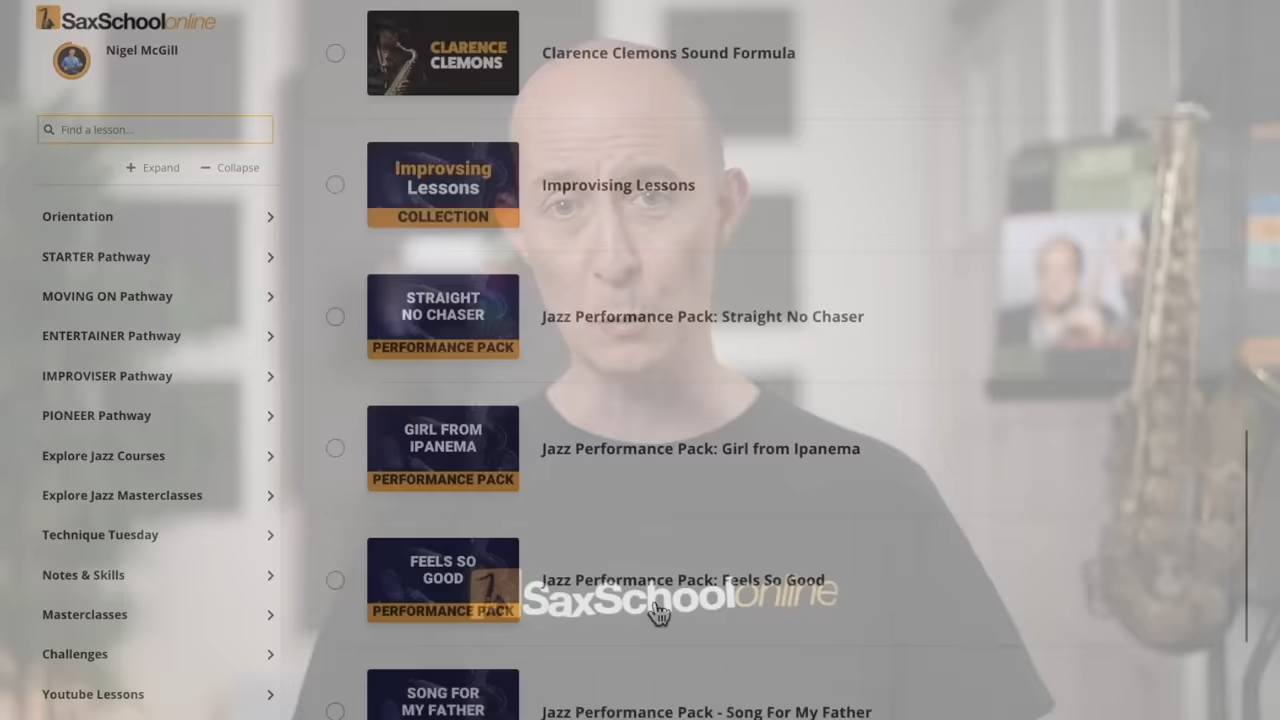 SaxSchoolonline
Nigel McGill
Find a lesson...
+ Expand
− Collapse
Orientation
STARTER Pathway
MOVING ON Pathway
ENTERTAINER Pathway
IMPROVISER Pathway
PIONEER Pathway
Explore Jazz Courses
Explore Jazz Masterclasses
Technique Tuesday
Notes & Skills
Masterclasses
Challenges
Youtube Lessons
CLARENCE
CLEMONS
Clarence Clemons Sound Formula
Improvsing
Lessons
COLLECTION
Improvising Lessons
STRAIGHT
NO CHASER
PERFORMANCE PACK
Jazz Performance Pack: Straight No Chaser
GIRL FROM
IPANEMA
PERFORMANCE PACK
Jazz Performance Pack: Girl from Ipanema
FEELS SO
GOOD
PERFORMANCE PACK
Jazz Performance Pack: Feels So Good
SaxSchoolonline
SONG FOR
MY FATHER
Jazz Performance Pack - Song For My Father